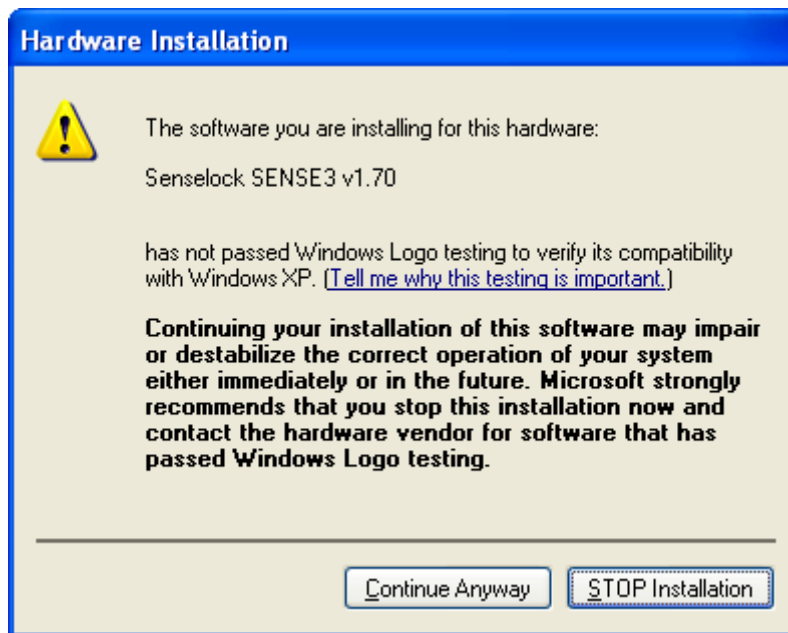 Hardware Installation
The software you are installing for this hardware:
Senselock SENSE3 v1.70
has not passed Windows Logo testing to verify its compatibility
with Windows XP. (Tell me why this testing is important.)
Continuing your installation of this software may impair
or destabilize the correct operation of your system
either immediately or in the future. Microsoft strongly
recommends that you stop this installation now and
contact the hardware vendor for software that has
passed Windows Logo testing.
Continue Anyway
STOP Installation